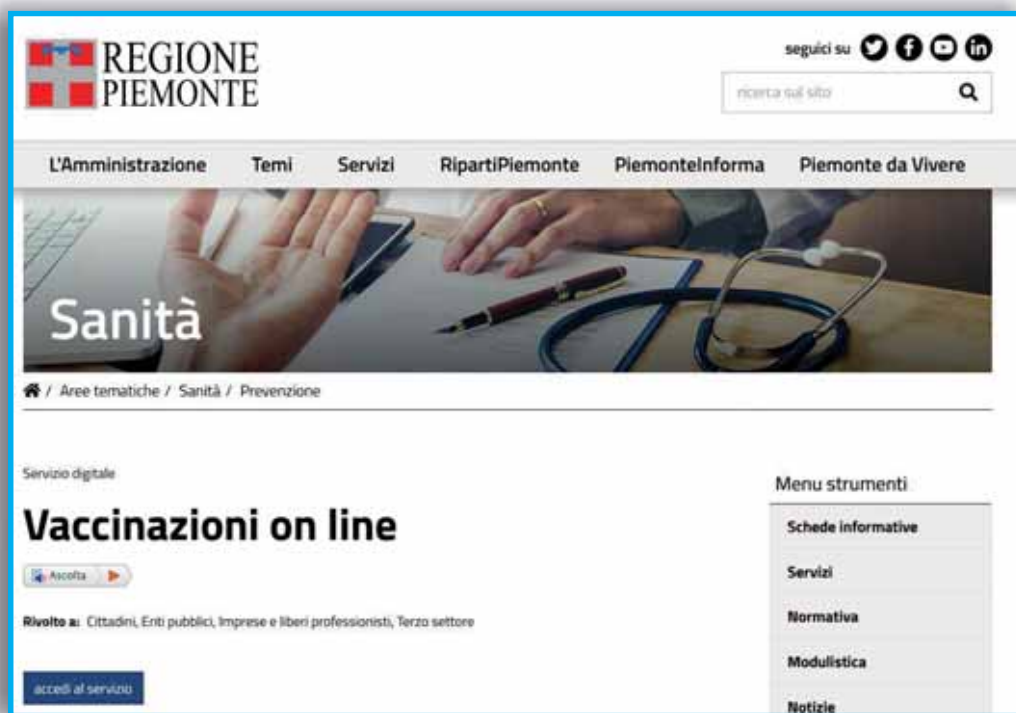 REGIONE
PIEMONTE
seguici su
ricerca sul sito
L'Amministrazione Temi Servizi RipartiPiemonte PiemonteInforma Piemonte da Vivere
Sanità
/ Aree tematiche / Sanità / Prevenzione
Servizio digitale
Vaccinazioni on line
Ascolta
Rivolto a: Cittadini, Enti pubblici, Imprese e liberi professionisti, Terzo settore
accedi al servizio
Menu strumenti
Schede informative
Servizi
Normativa
Modulistica
Notizie